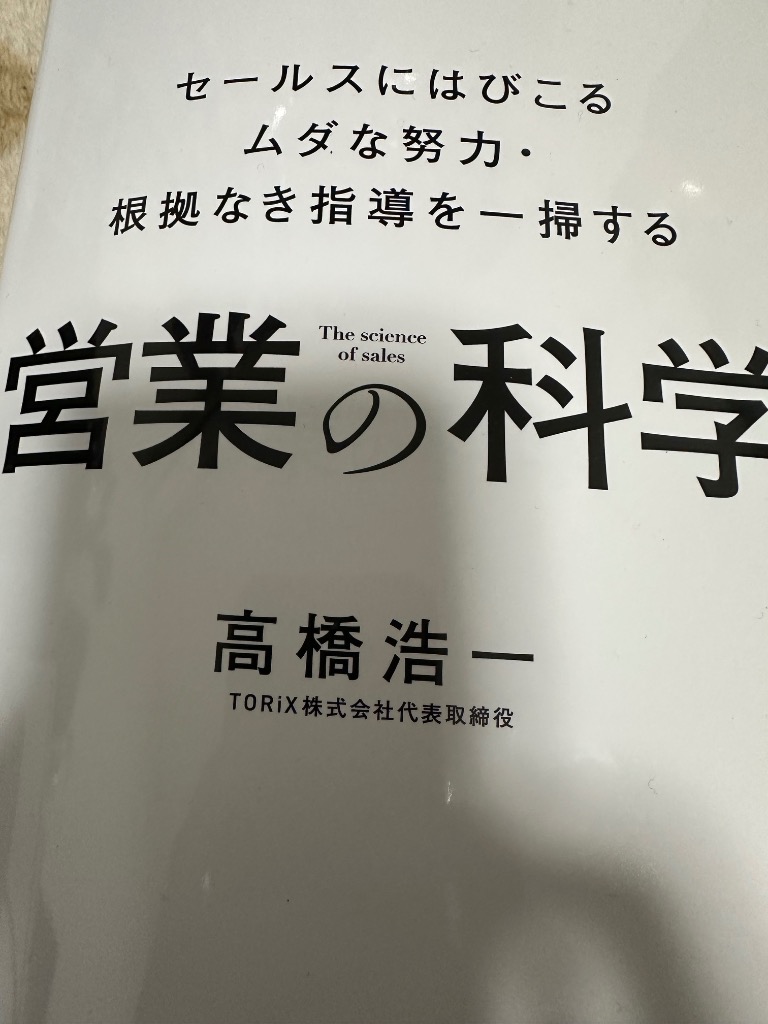 セールスにはびこる
ムダな努力・
根拠なき指導を一掃する
The science
of sales
営業の科学
高橋浩一
TORiX株式会社代表取締役